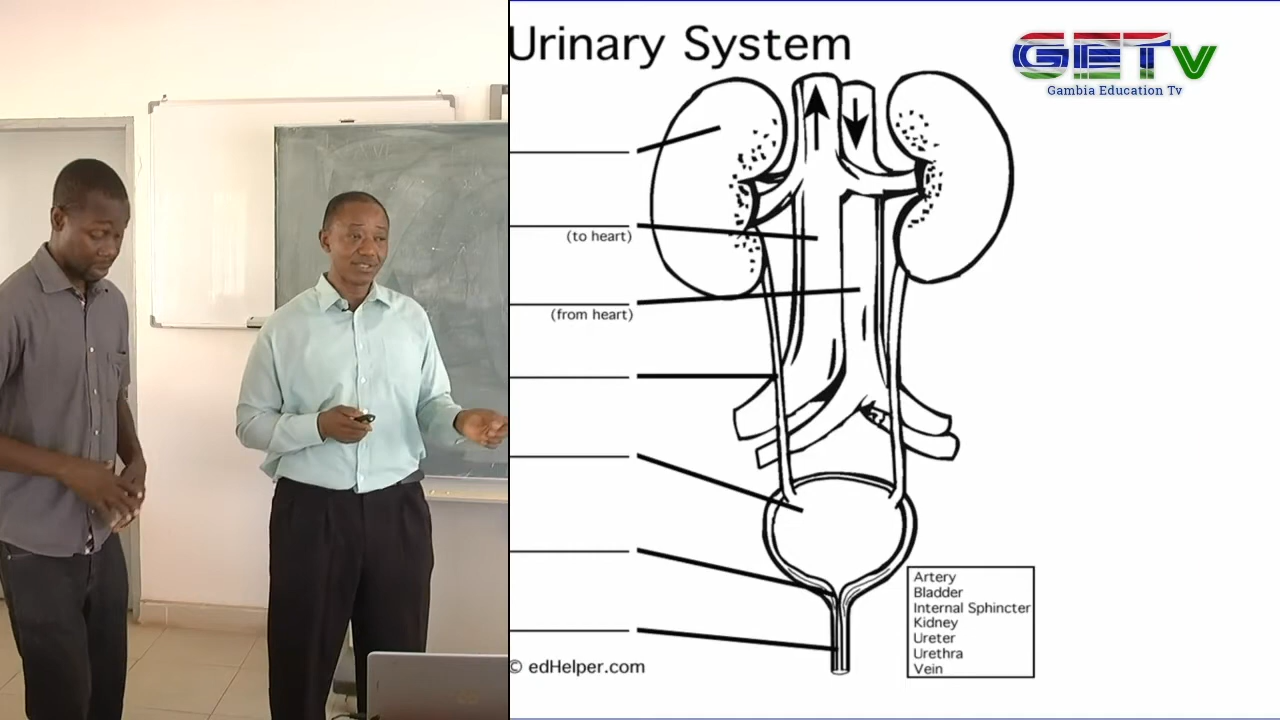 Urinary System
GETv
Gambia Education Tv
(to heart)
(from heart)
Artery
Bladder
Internal Sphincter
Kidney
Ureter
Urethra
Vein
© edHelper.com